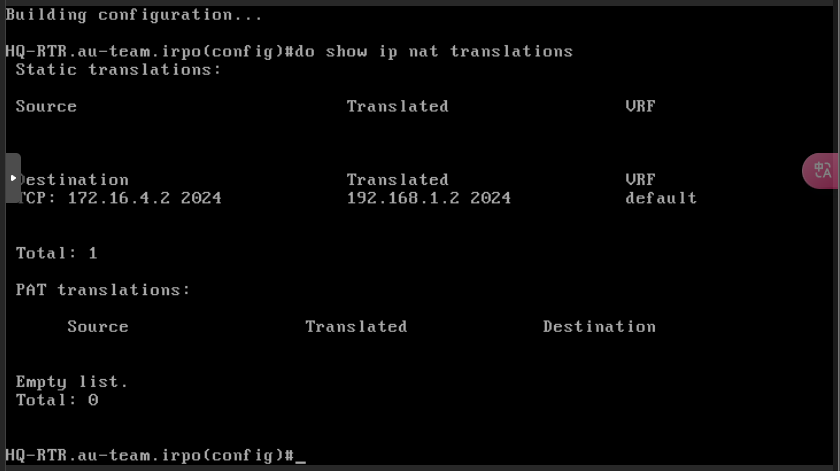 Building configuration...
HQ-RTR.au-team.irpo(config)#do show ip nat translations
Static translations:
Source Translated VRF
Destination Translated VRF
TCP: 172.16.4.2 2024 192.168.1.2 2024 default
Total: 1
PAT translations:
Source Translated Destination
Empty list.
Total: 0
HQ-RTR.au-team.irpo(config)#_
中A